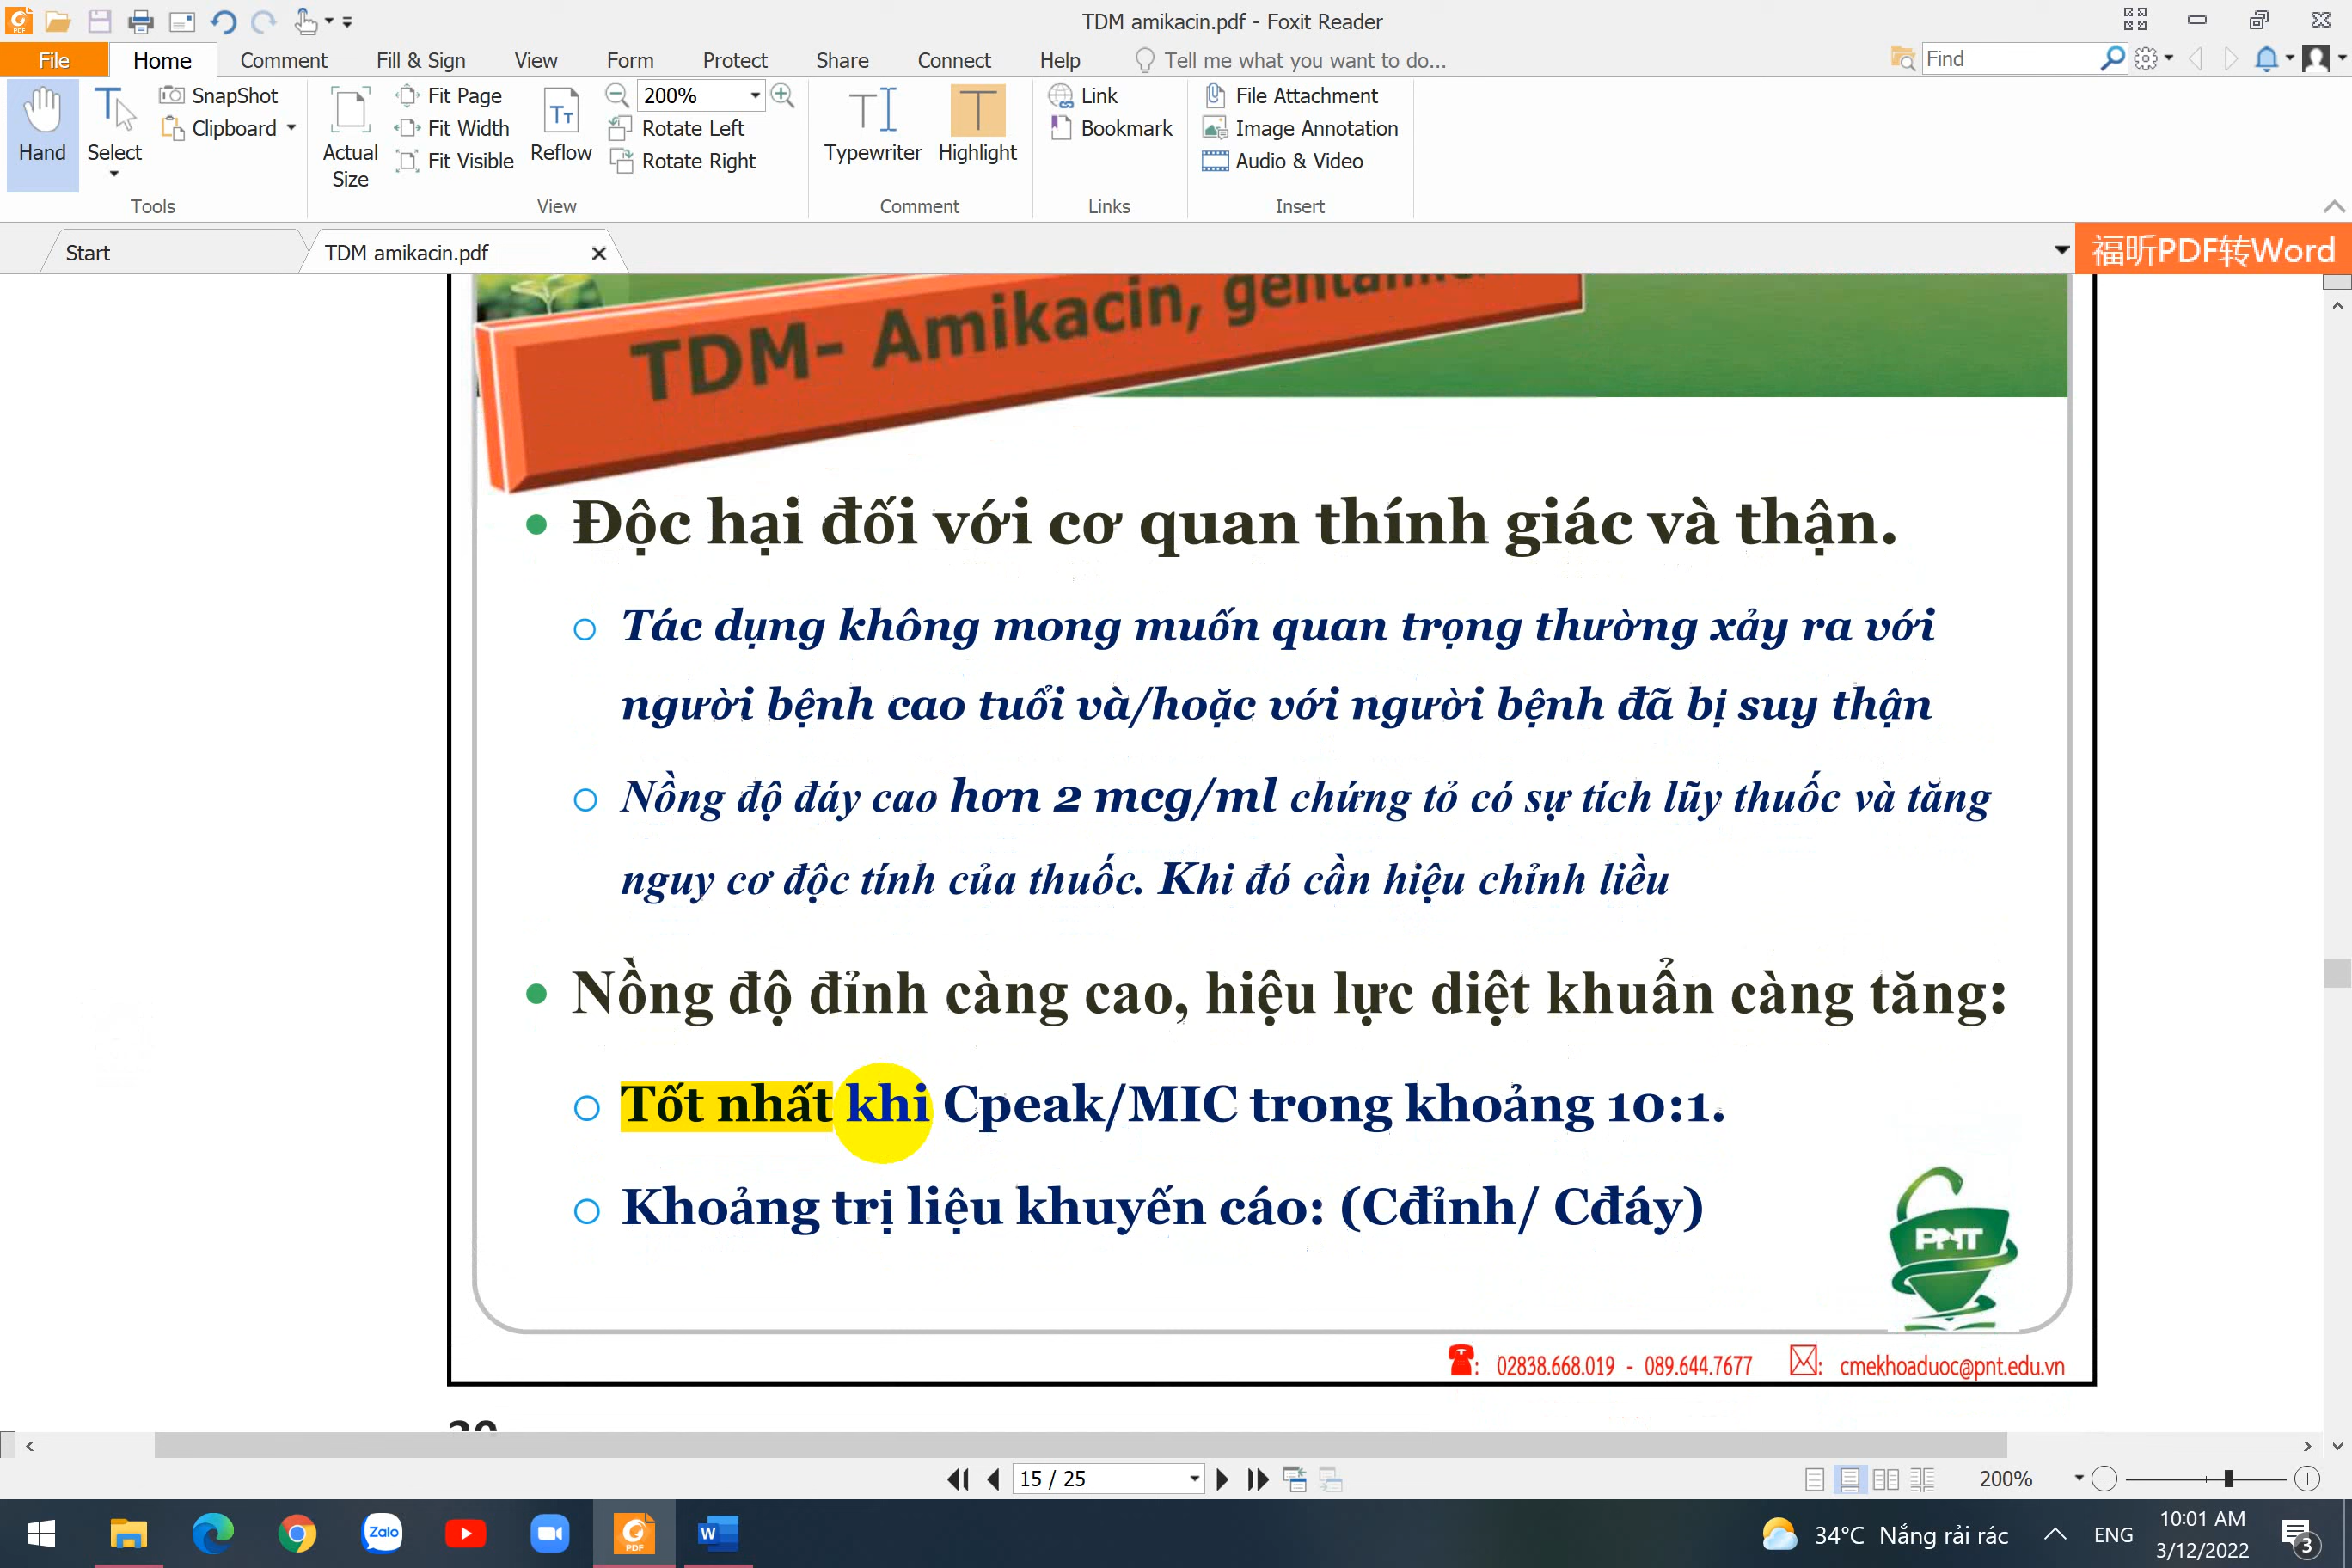 TDM amikacin.pdf - Foxit Reader
File Home Comment Fill & Sign View Form Protect Share Connect Help Tell me what you want to do... Find
Hand
Select
SnapShot
Clipboard
Tools
Actual Size
Fit Page
Fit Width
Fit Visible
Reflow
200%
Rotate Left
Rotate Right
View
Typewriter
Highlight
Comment
Link
Bookmark
Links
File Attachment
Image Annotation
Audio & Video
Insert
Start
TDM amikacin.pdf
福昕PDF转Word
TDM- Amikacin,
Độc hại đối với cơ quan thính giác và thận.
Tác dụng không mong muốn quan trọng thường xảy ra với
người bệnh cao tuổi và/hoặc với người bệnh đã bị suy thận
Nồng độ đáy cao hơn 2 mcg/ml chứng tỏ có sự tích lũy thuốc và tăng
nguy cơ độc tính của thuốc. Khi đó cần hiệu chỉnh liều
Nồng độ đỉnh càng cao, hiệu lực diệt khuẩn càng tăng:
Tốt nhất khi Cpeak/MIC trong khoảng 10:1.
Khoảng trị liệu khuyến cáo: (Cđỉnh/ Cđáy)
PNT
: 02838.668.019 - 089.644.7677 : cmekhoaduoc@pnt.edu.vn
15 / 25
200%
Zalo
34°C Nắng rải rác
ENG
10:01 AM
3/12/2022
3